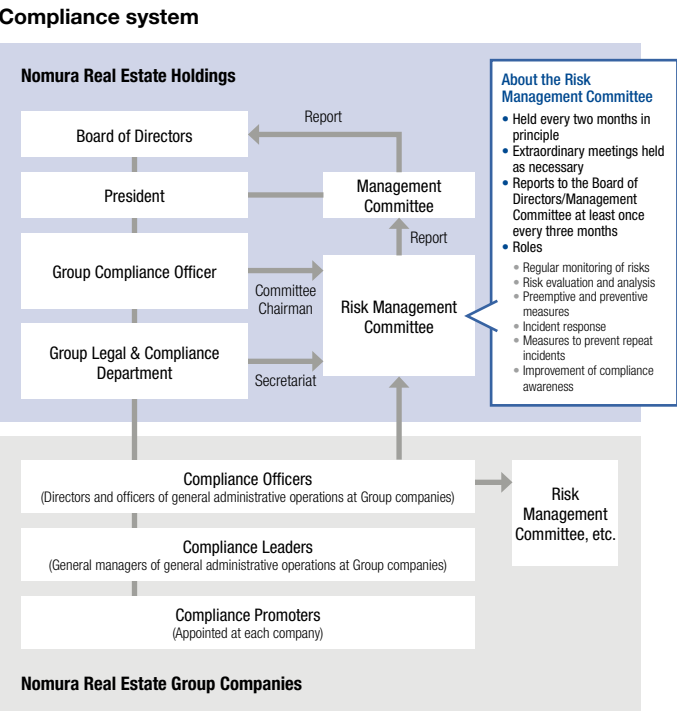 Compliance system
Nomura Real Estate Holdings
Board of Directors
Report
President
Management
Committee
Report
Group Compliance Officer
Committee
Chairman
Risk Management
Committee
Group Legal & Compliance
Department
Secretariat
About the Risk
Management Committee
• Held every two months in
principle
• Extraordinary meetings held
as necessary
• Reports to the Board of
Directors/Management
Committee at least once
every three months
• Roles
• Regular monitoring of risks
• Risk evaluation and analysis
• Preemptive and preventive
measures
• Incident response
• Measures to prevent repeat
incidents
• Improvement of compliance
awareness
Compliance Officers
(Directors and officers of general administrative operations at Group companies)
Risk
Management
Committee, etc.
Compliance Leaders
(General managers of general administrative operations at Group companies)
Compliance Promoters
(Appointed at each company)
Nomura Real Estate Group Companies